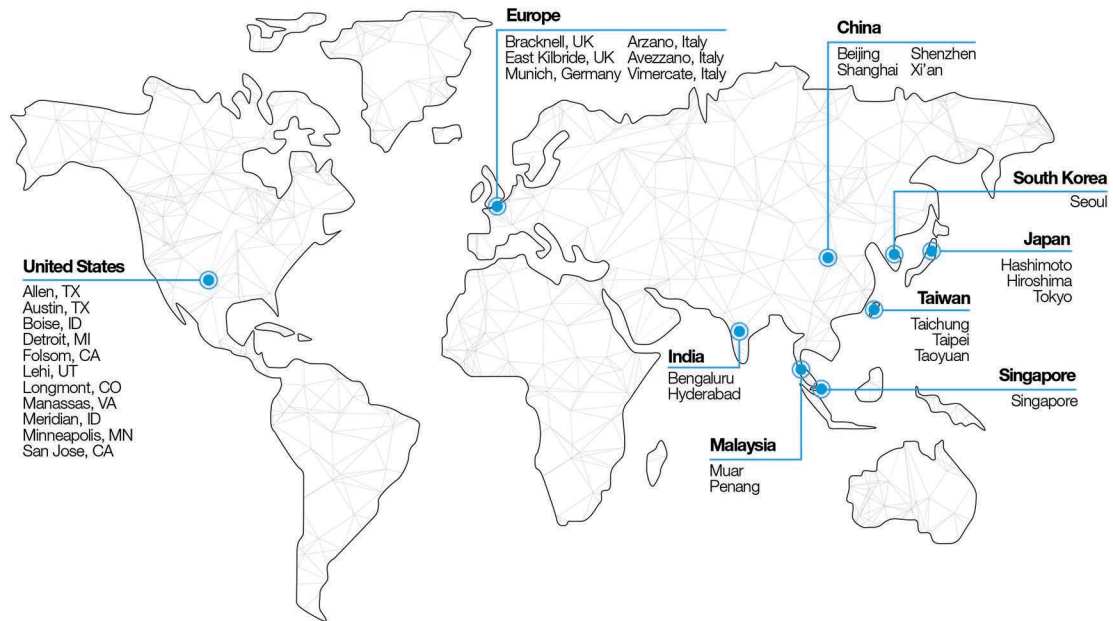 Europe
Bracknell, UK Arzano, Italy
East Kilbride, UK Avezzano, Italy
Munich, Germany Vimercate, Italy
China
Beijing Shenzhen
Shanghai Xi'an
South Korea
Seoul
Japan
Hashimoto
Hiroshima
Tokyo
United States
Allen, TX
Austin, TX
Boise, ID
Detroit, MI
Folsom, CA
Lehi, UT
Longmont, CO
Manassas, VA
Meridian, ID
Minneapolis, MN
San Jose, CA
Taiwan
Taichung
Taipei
Taoyuan
India
Bengaluru
Hyderabad
Singapore
Singapore
Malaysia
Muar
Penang